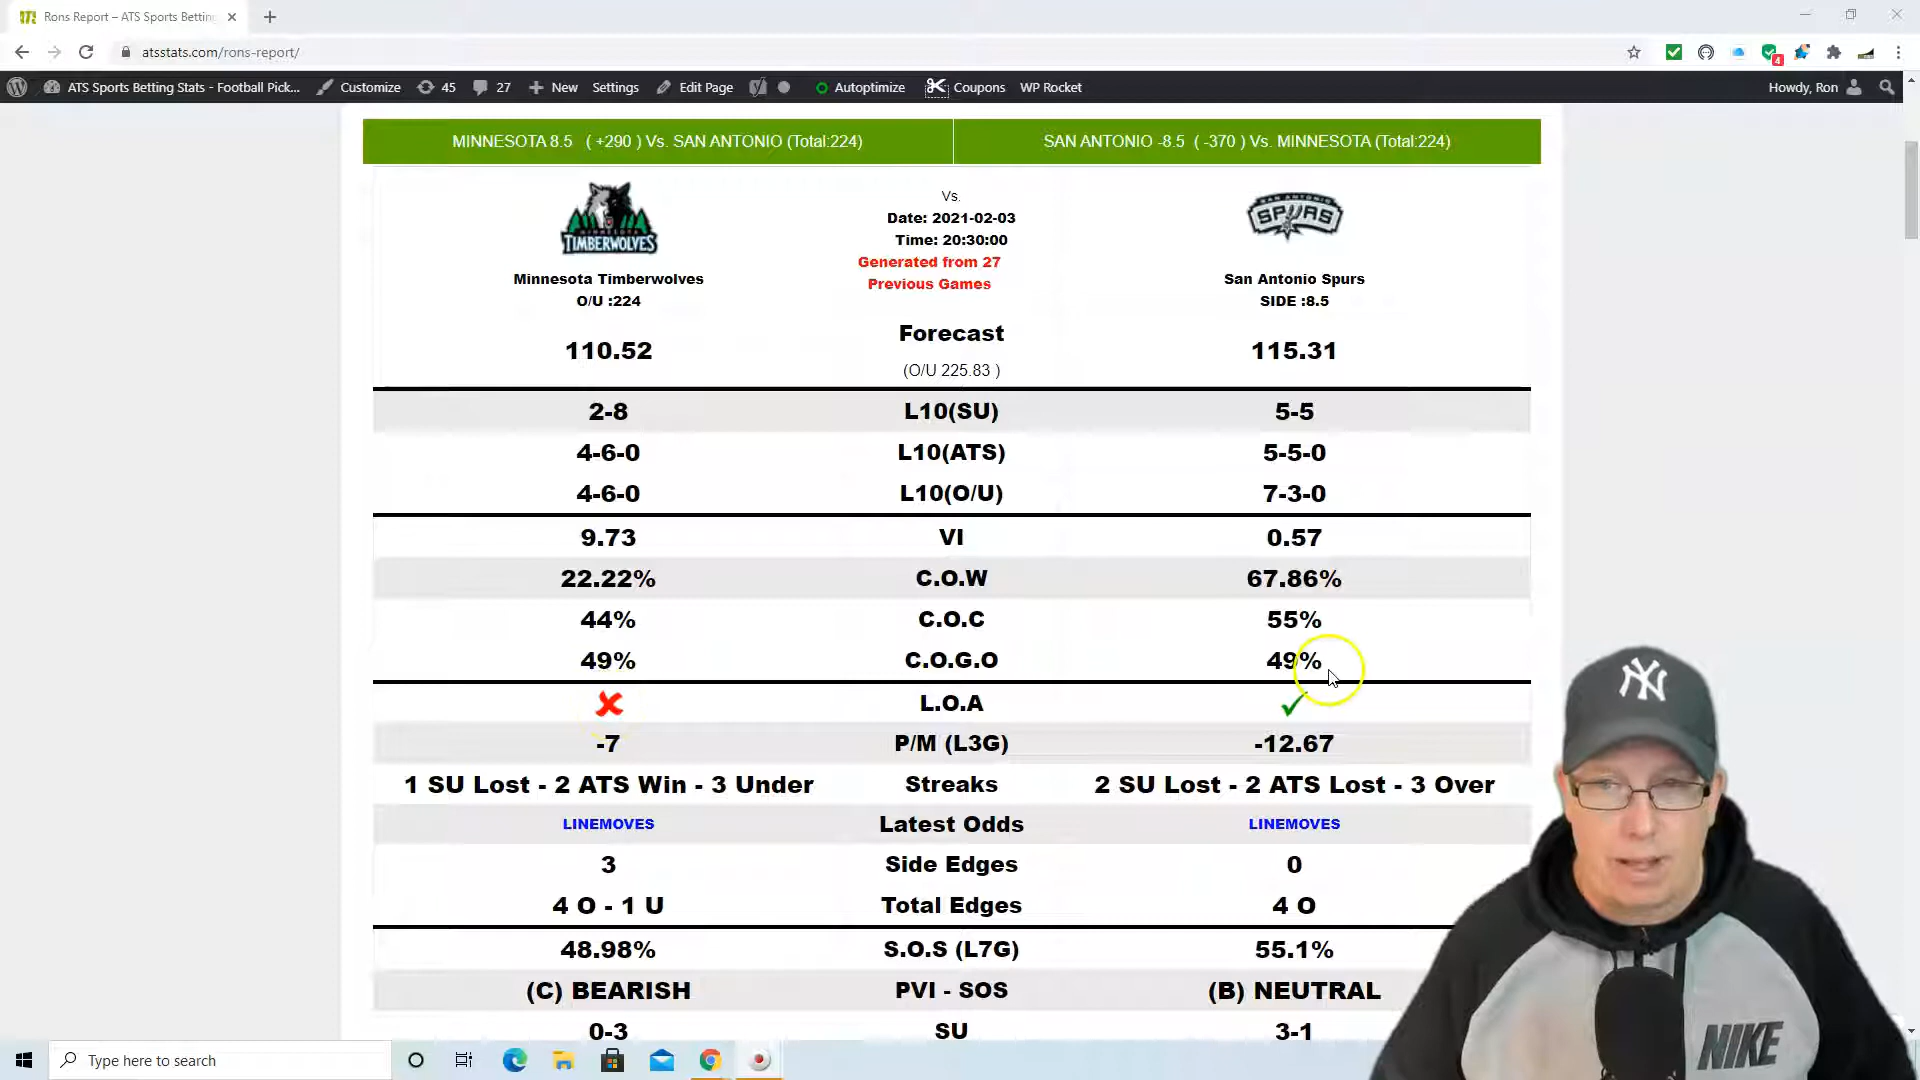 Rons Report – ATS Sports Bettin
atsstats.com/rons-report/
4
ATS Sports Betting Stats - Football Pick...
Customize
45
27
New
Settings
Edit Page
Autoptimize
Coupons
WP Rocket
Howdy, Ron
MINNESOTA 8.5 ( +290 ) Vs. SAN ANTONIO (Total:224)
SAN ANTONIO -8.5 ( -370 ) Vs. MINNESOTA (Total:224)
TIMBERWOLVES
Vs.
SAN ANTONIO
SPURS
Date: 2021-02-03
Time: 20:30:00
Generated from 27
Previous Games
Minnesota Timberwolves
O/U :224
San Antonio Spurs
SIDE :8.5
110.52 Forecast 115.31
(O/U 225.83 )
2-8 L10(SU) 5-5
4-6-0 L10(ATS) 5-5-0
4-6-0 L10(O/U) 7-3-0
9.73 VI 0.57
22.22% C.O.W 67.86%
44% C.O.C 55%
49% C.O.G.O 49%
L.O.A
-7 P/M (L3G) -12.67
1 SU Lost - 2 ATS Win - 3 Under Streaks 2 SU Lost - 2 ATS Lost - 3 Over
LINEMOVES Latest Odds LINEMOVES
3 Side Edges 0
4 O - 1 U Total Edges 4 O
48.98% S.O.S (L7G) 55.1%
(C) BEARISH PVI - SOS (B) NEUTRAL
0-3 SU 3-1
NY
NIKE
Type here to search